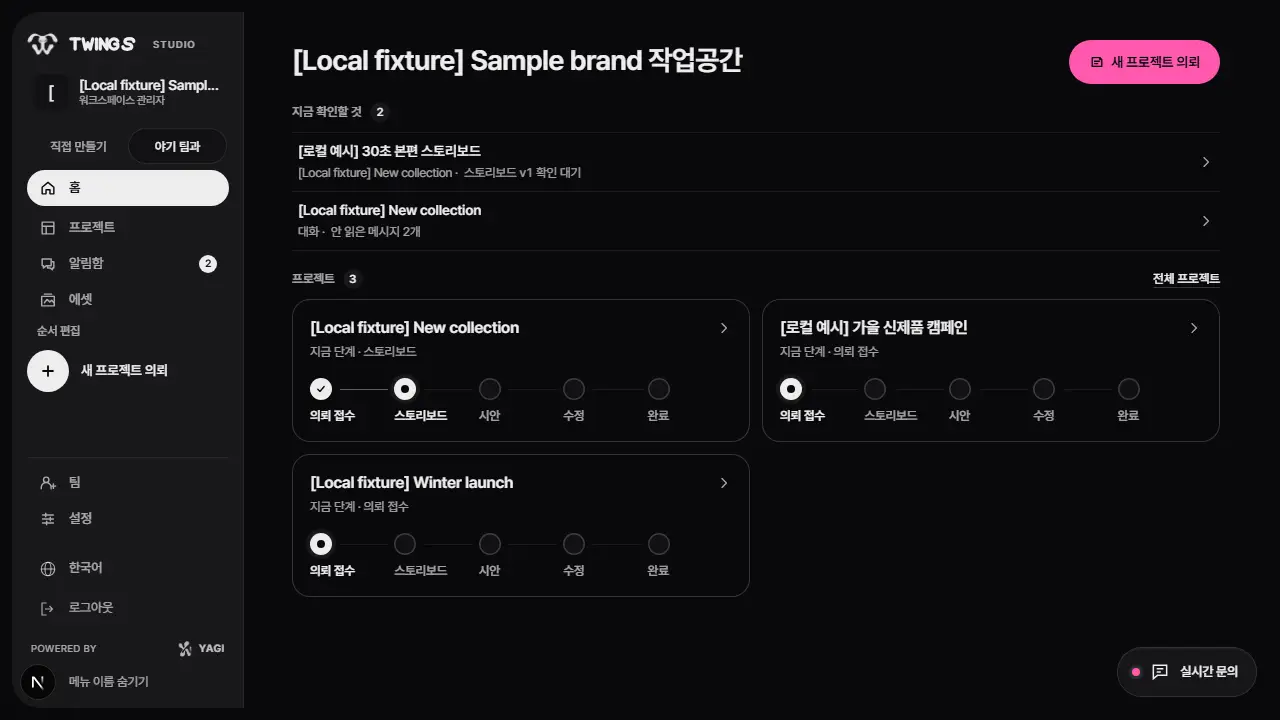 TWINGS STUDIO
[
[Local fixture] Sampl...
워크스페이스 관리자
직접 만들기
야기 팀과
홈
프로젝트
알림함 2
에셋
순서 편집
새 프로젝트 의뢰
팀
설정
한국어
로그아웃
POWERED BY YAGI
N
메뉴 이름 숨기기
[Local fixture] Sample brand 작업공간
새 프로젝트 의뢰
지금 확인할 것 2
[로컬 예시] 30초 본편 스토리보드
[Local fixture] New collection · 스토리보드 v1 확인 대기
[Local fixture] New collection
대화 · 안 읽은 메시지 2개
프로젝트 3
전체 프로젝트
[Local fixture] New collection
지금 단계 · 스토리보드
의뢰 접수 스토리보드 시안 수정 완료
[로컬 예시] 가을 신제품 캠페인
지금 단계 · 의뢰 접수
의뢰 접수 스토리보드 시안 수정 완료
[Local fixture] Winter launch
지금 단계 · 의뢰 접수
의뢰 접수 스토리보드 시안 수정 완료
실시간 문의